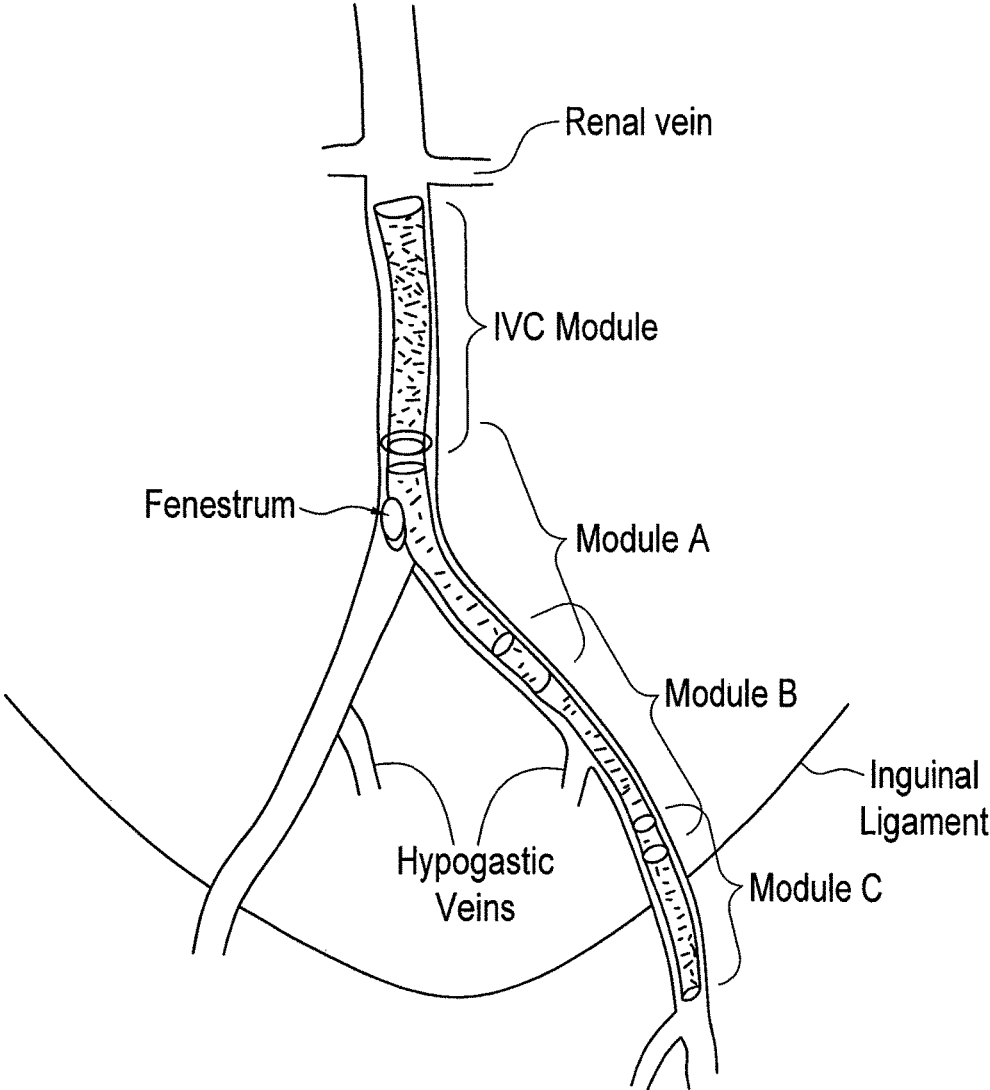 Renal vein
IVC Module
Fenestrum
Module A
Module B
Inguinal
Ligament
Hypogastic
Veins
Module C